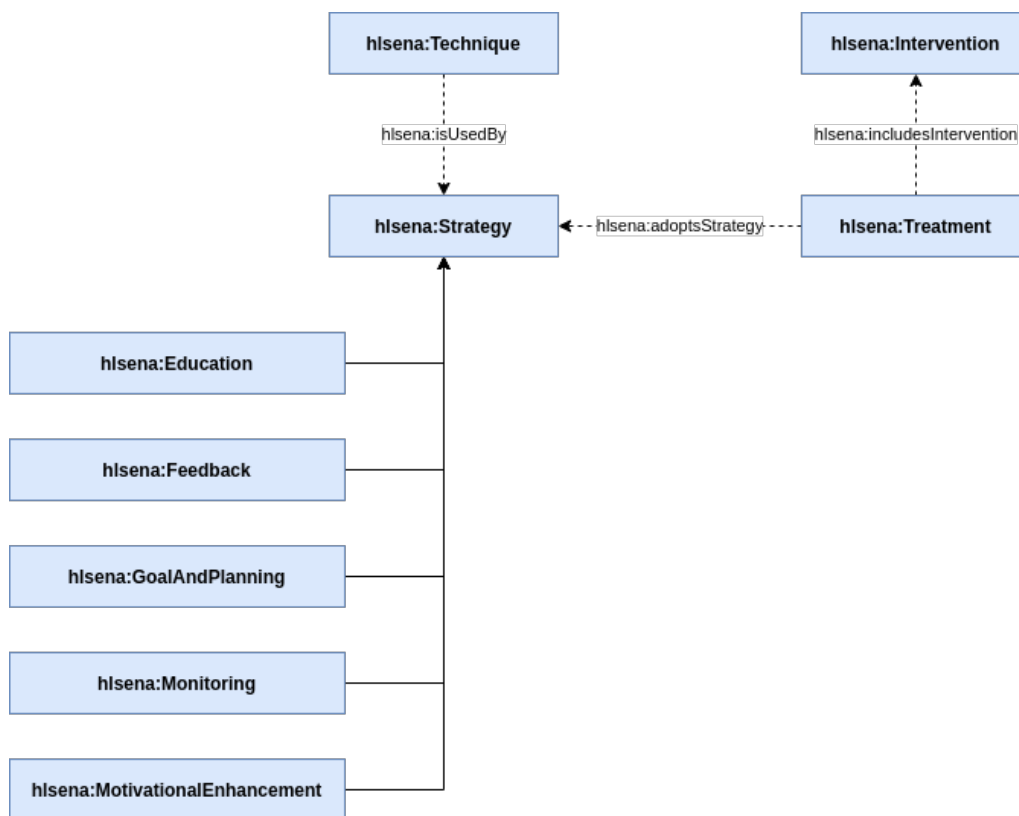 hlsena:Technique
hlsena:Intervention
hlsena:isUsedBy
hlsena:includesIntervention
hlsena:Strategy
hlsena:adoptsStrategy
hlsena:Treatment
hlsena:Education
hlsena:Feedback
hlsena:GoalAndPlanning
hlsena:Monitoring
hlsena:MotivationalEnhancement